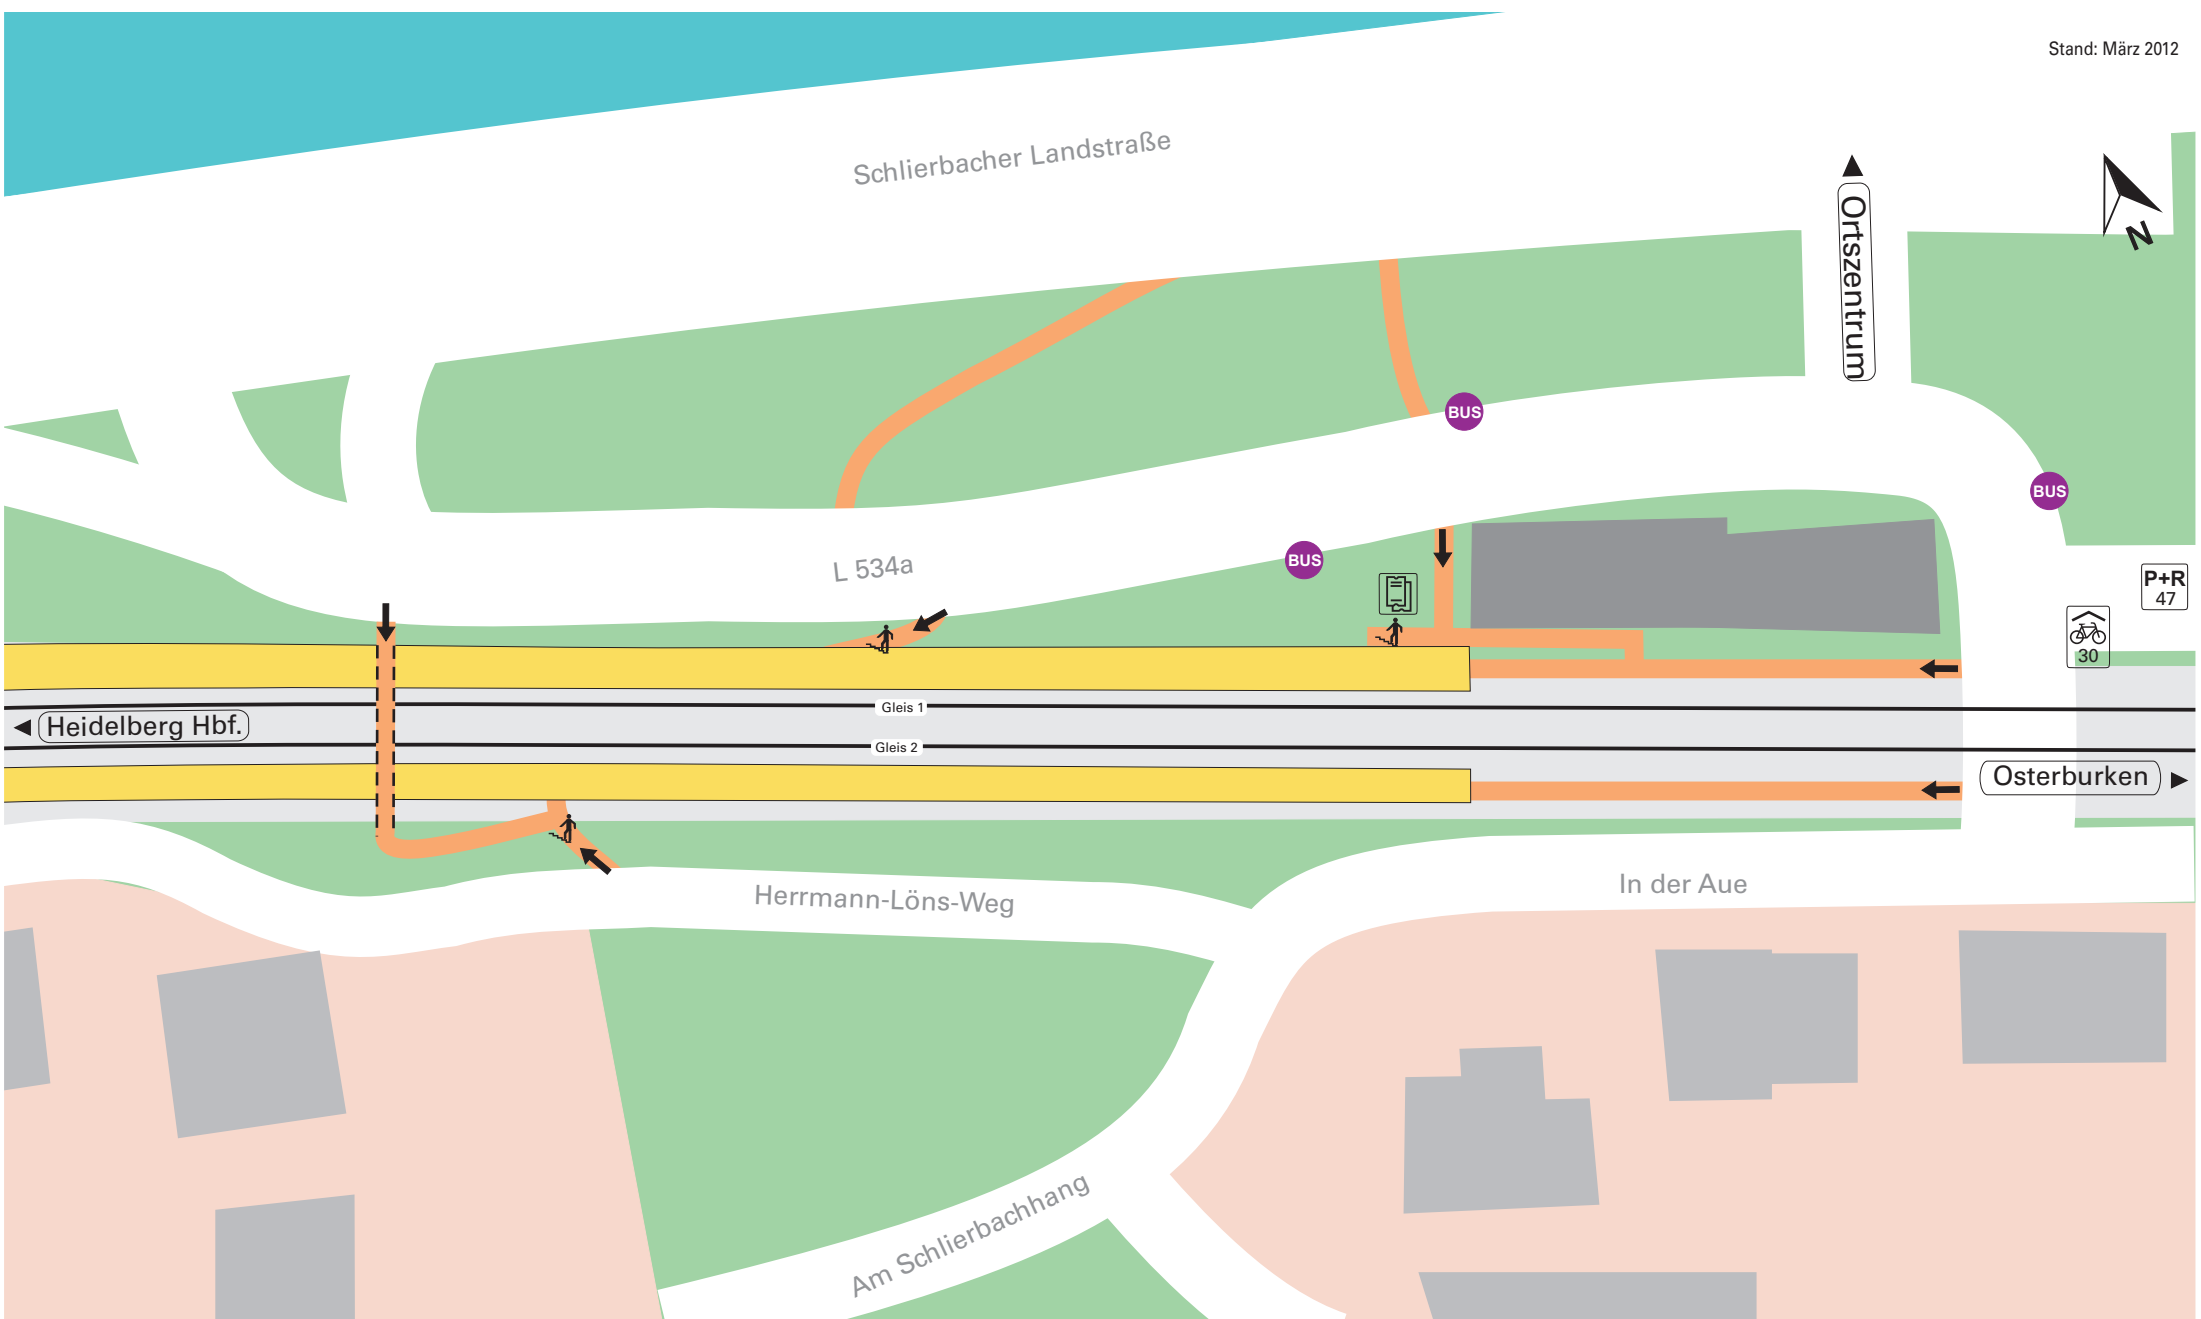 Stand: März 2012
Schlierbacher Landstraße
Ortszentrum
N
BUS
BUS
BUS
L 534a
P+R
47
30
Gleis 1
Heidelberg Hbf.
Gleis 2
Osterburken
Herrmann-Löns-Weg
In der Aue
Am Schlierbachhang